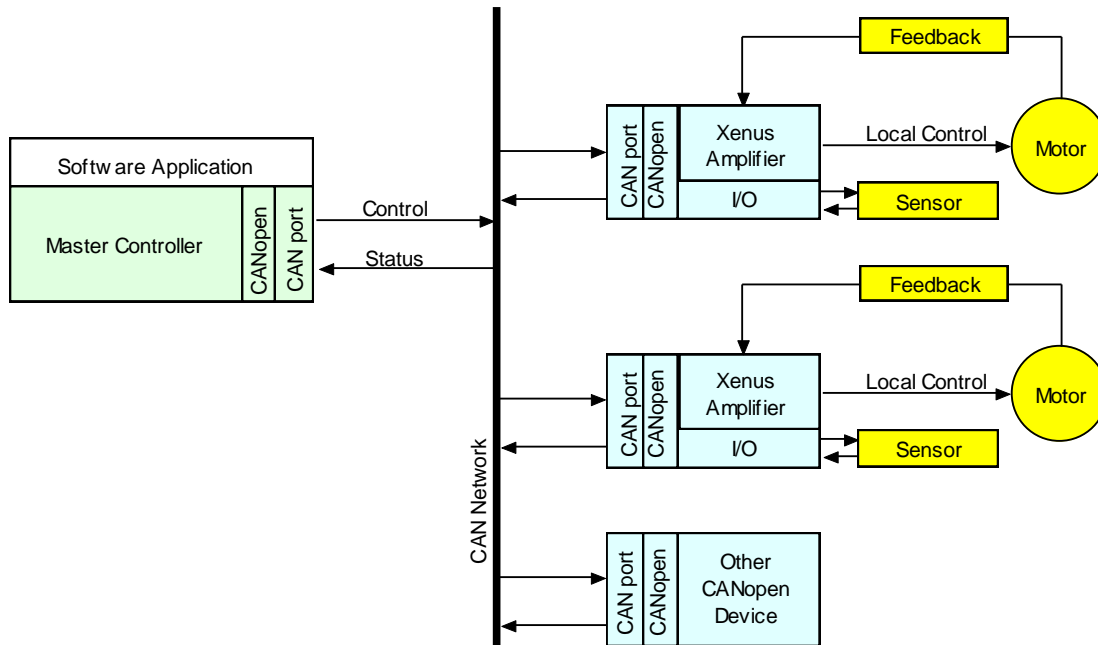 Software Application
Master Controller
CANopen
CAN port
Control
Status
CAN Network
Feedback
CAN port
CANopen
Xenus
Amplifier
I/O
Local Control
Motor
Sensor
Feedback
CAN port
CANopen
Xenus
Amplifier
I/O
Local Control
Motor
Sensor
CAN port
CANopen
Other
CANopen
Device